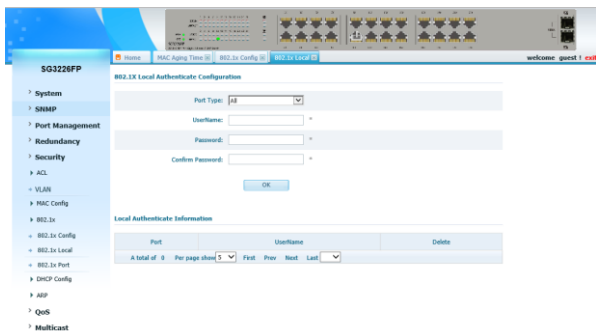 Home MAC Aging Time 802.1x Config 802.1x Local welcome guest ! exit
SG3226FP
System
SNMP
Port Management
Redundancy
Security
ACL
VLAN
MAC Config
802.1x
802.1x Config
802.1x Local
802.1x Port
DHCP Config
ARP
QoS
Multicast
802.1X Local Authenticate Configuration
Port Type: All
UserName: *
Password: *
Confirm Password: *
OK
Local Authenticate Information
Port UserName Delete
A total of 0 Per page show 5 First Prev Next Last